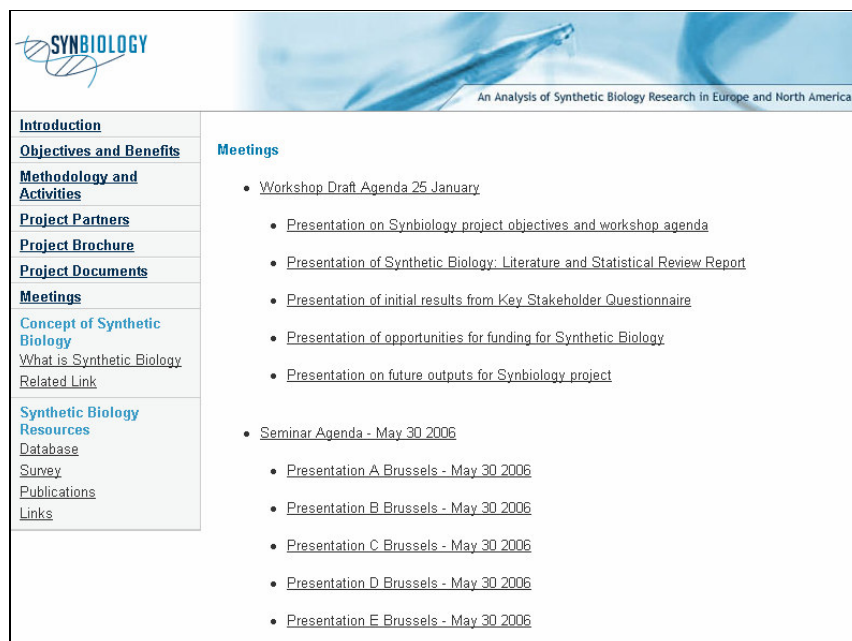 SYNBIOLOGY
An Analysis of Synthetic Biology Research in Europe and North America
Introduction
Objectives and Benefits
Methodology and
Activities
Project Partners
Project Brochure
Project Documents
Meetings
Concept of Synthetic
Biology
What is Synthetic Biology
Related Link
Synthetic Biology
Resources
Database
Survey
Publications
Links
Meetings
Workshop Draft Agenda 25 January
Presentation on Synbiology project objectives and workshop agenda
Presentation of Synthetic Biology: Literature and Statistical Review Report
Presentation of initial results from Key Stakeholder Questionnaire
Presentation of opportunities for funding for Synthetic Biology
Presentation on future outputs for Synbiology project
Seminar Agenda - May 30 2006
Presentation A Brussels - May 30 2006
Presentation B Brussels - May 30 2006
Presentation C Brussels - May 30 2006
Presentation D Brussels - May 30 2006
Presentation E Brussels - May 30 2006